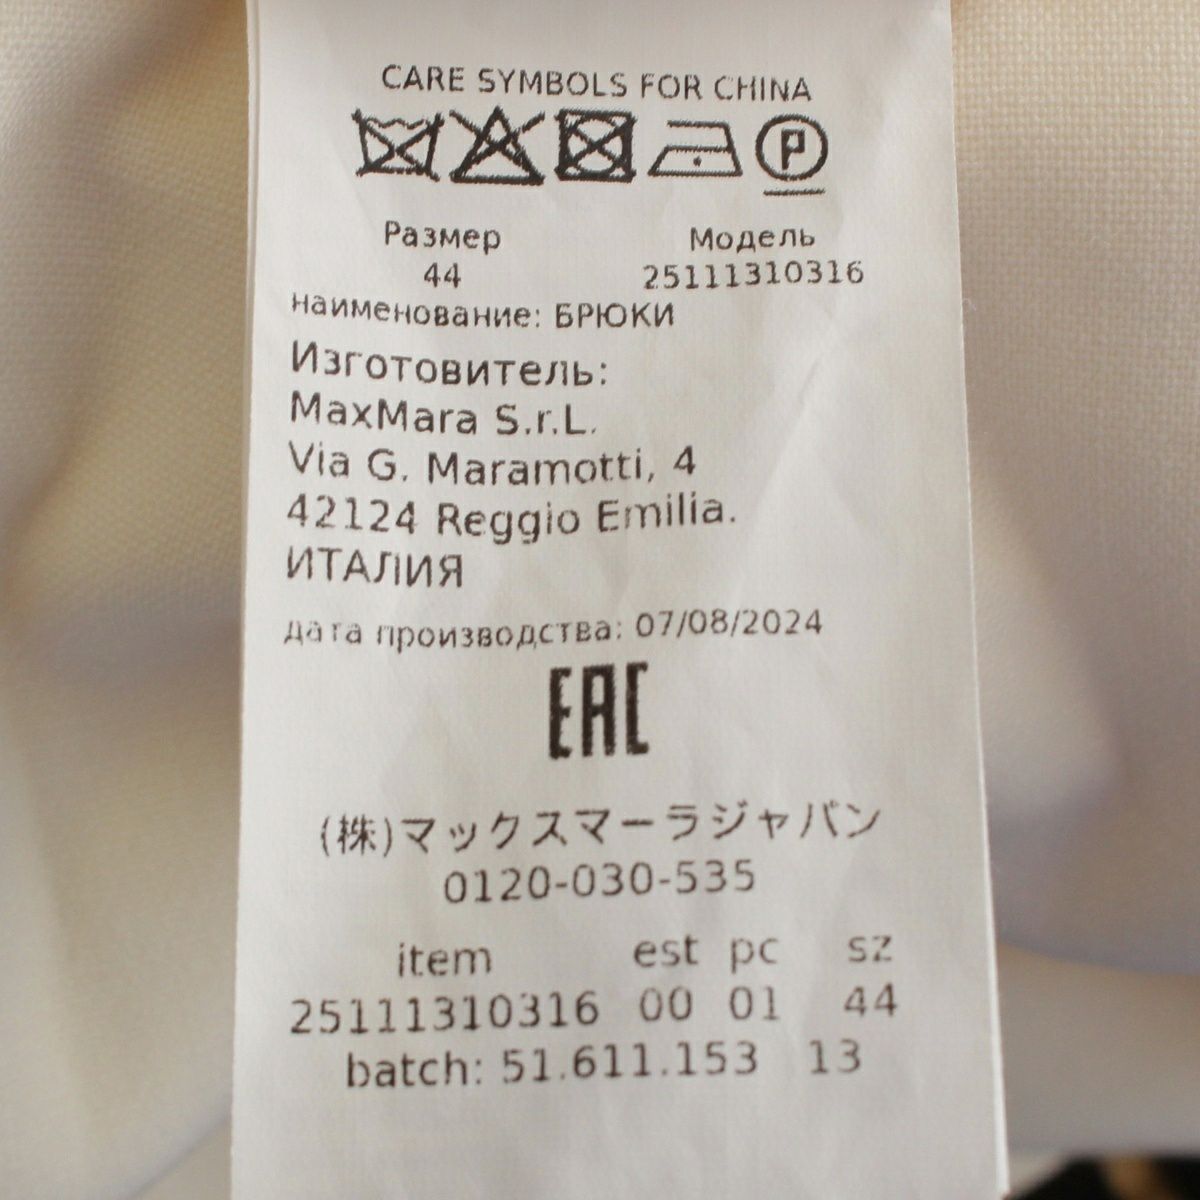 CARE SYMBOLS FOR CHINA
P
Размер Модель
44 25111310316
наименование: БРЮКИ
Изготовитель:
MaxMara S.r.L.
Via G. Maramotti, 4
42124 Reggio Emilia.
ИТАЛИЯ
дата производства: 07/08/2024
EAC
(株)マックスマーラジャパン
0120-030-535
item est pc sz
25111310316 00 01 44
batch: 51.611.153 13